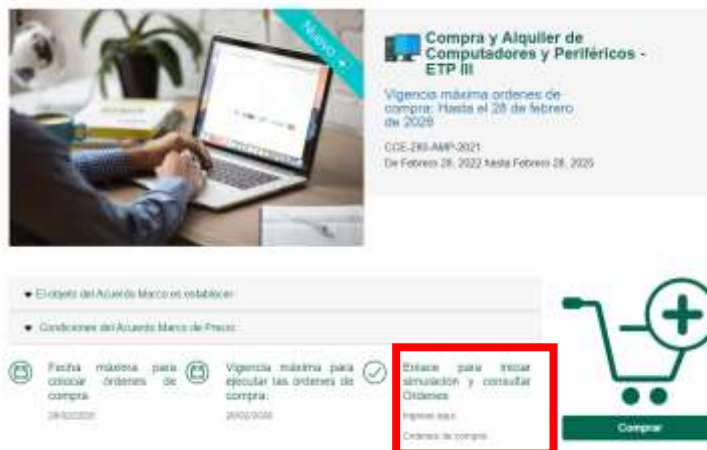 Nuevo +
Compra y Alquiler de
Computadores y Periféricos -
ETP III
Vigencia máxima ordenes de
compra: Hasta el 28 de febrero
de 2026
CCE-280-AMP-2021
De Febrero 28, 2022 hasta Febrero 28, 2025
El objeto del Acuerdo Marco es establecer
Condiciones del Acuerdo Marco de Precio
Fecha máxima para
colocar órdenes de
compra
Vigencia máxima para
ejecutar las órdenes de
compra:
Enlace para iniciar
simulación y consultar
Ordenes
Ingrese aquí
Ordenes de compra
Comprar